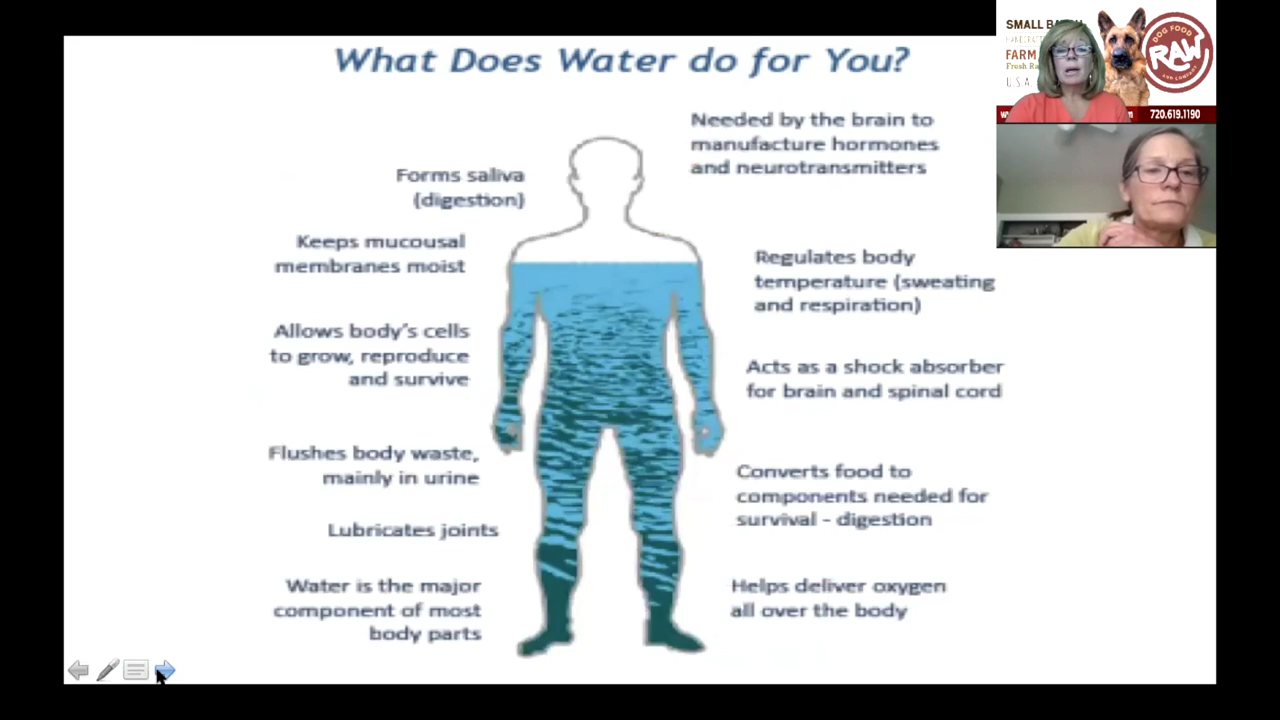 What Does Water do for You?
Forms saliva
(digestion)
Keeps mucousal
membranes moist
Allows body's cells
to grow, reproduce
and survive
Flushes body waste,
mainly in urine
Lubricates joints
Water is the major
component of most
body parts
Needed by the brain to
manufacture hormones
and neurotransmitters
Regulates body
temperature (sweating
and respiration)
Acts as a shock absorber
for brain and spinal cord
Converts food to
components needed for
survival - digestion
Helps deliver oxygen
all over the body
SMALL
FARM
Fresh
U.S.A.
DOG FOOD
RAW
AND COMPANY
720.619.1190